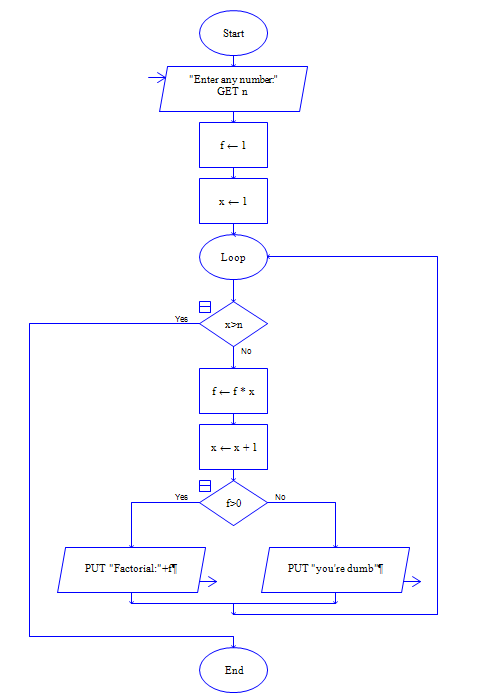 Start
"Enter any number:"
GET n
f ← 1
x ← 1
Loop
x>n
Yes
No
f ← f * x
x ← x + 1
f>0
Yes
No
PUT "Factorial:"+f¶
PUT "you're dumb"¶
End